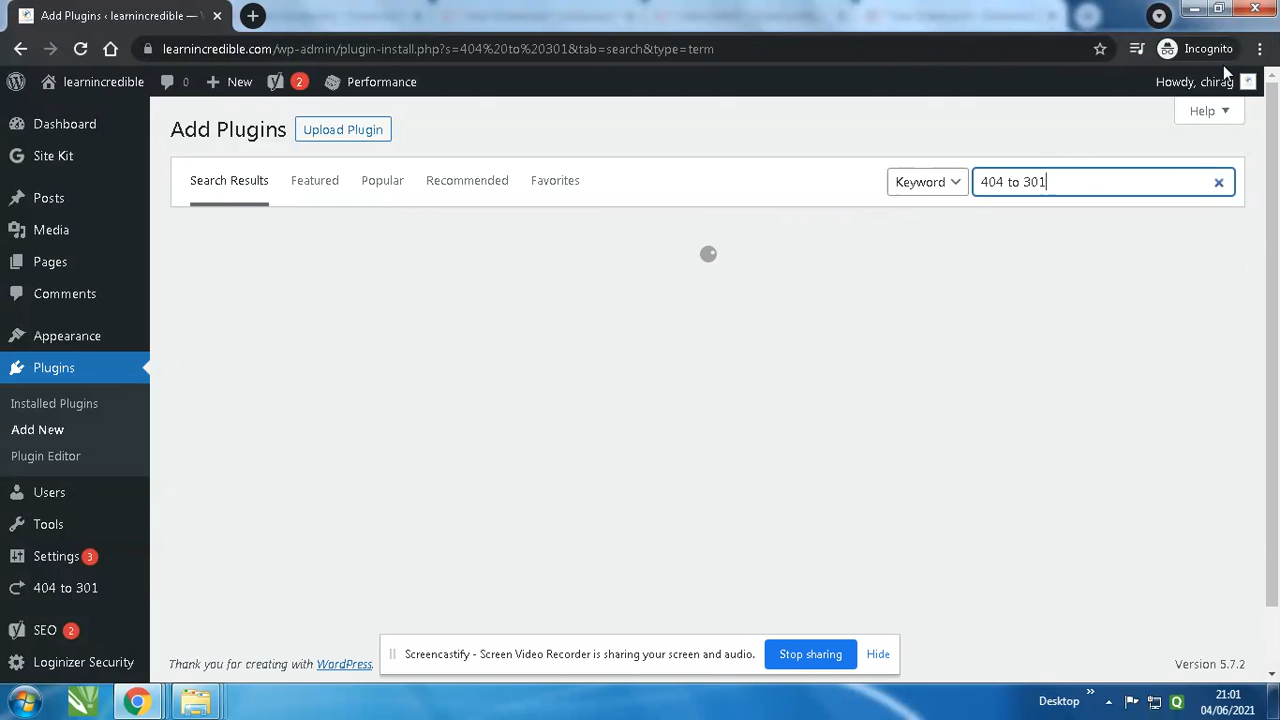 Add Plugins ‹ learnincredible — V
learnincredible.com/wp-admin/plugin-install.php?s=404%20to%20301&tab=search&type=term
Incognito
learnincredible 0 New 2 Performance Howdy, chirag
Help
Add Plugins Upload Plugin
Search Results Featured Popular Recommended Favorites Keyword 404 to 301
Dashboard
Site Kit
Posts
Media
Pages
Comments
Appearance
Plugins
Installed Plugins
Add New
Plugin Editor
Users
Tools
Settings 3
404 to 301
SEO 2
Loginizer Security
Screencastify - Screen Video Recorder is sharing your screen and audio. Stop sharing Hide
Thank you for creating with WordPress. Version 5.7.2
Desktop
21:01
04/06/2021